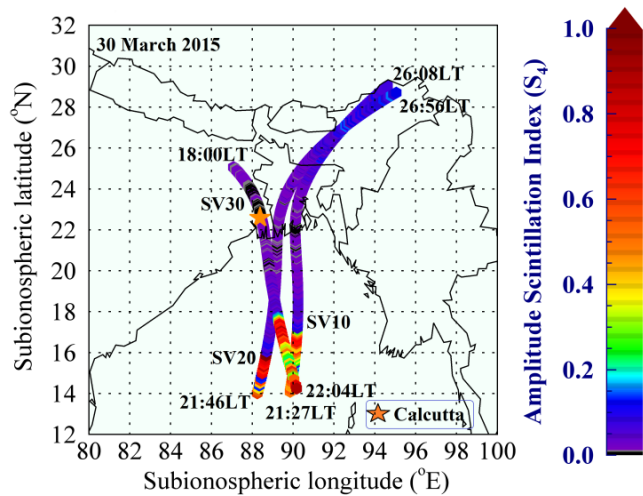 30 March 2015
32
30
28
26
24
22
20
18
16
14
12
Subionospheric latitude (°N)
26:08LT
26:56LT
18:00LT
SV30
SV10
SV20
21:46LT
22:04LT
21:27LT
Calcutta
80 82 84 86 88 90 92 94 96 98 100
Subionospheric longitude (°E)
1.0
0.8
0.6
0.4
0.2
0.0
Amplitude Scintillation Index (S₄)